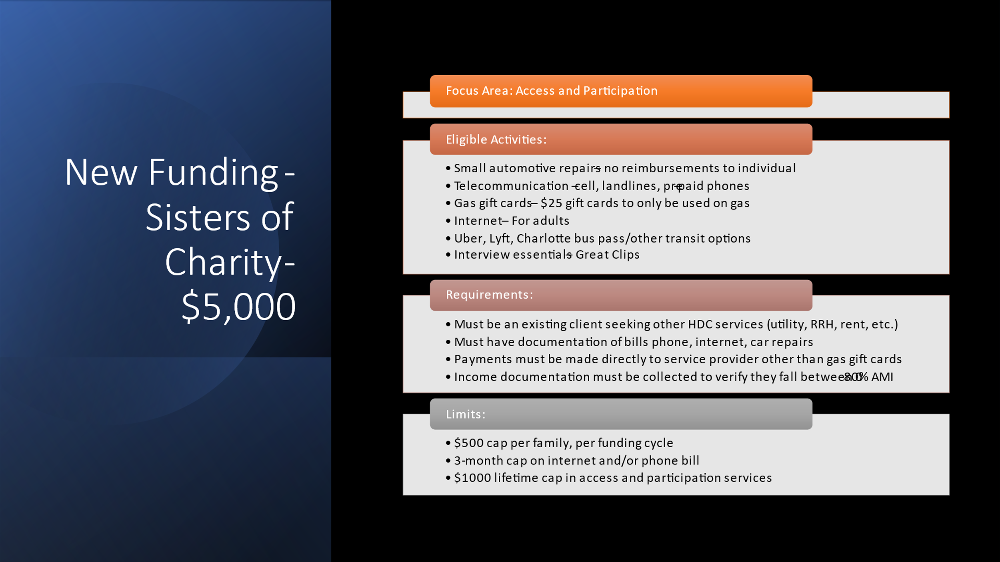 New Funding -
Sisters of
Charity-
$5,000
Focus Area: Access and Participation
Eligible Activities:
• Small automotive repairs – no reimbursements to individual
• Telecommunication – cell, landlines, pre-paid phones
• Gas gift cards – $25 gift cards to only be used on gas
• Internet – For adults
• Uber, Lyft, Charlotte bus pass/other transit options
• Interview essentials – Great Clips
Requirements:
• Must be an existing client seeking other HDC services (utility, RRH, rent, etc.)
• Must have documentation of bills phone, internet, car repairs
• Payments must be made directly to service provider other than gas gift cards
• Income documentation must be collected to verify they fall between 0-80% AMI
Limits:
• $500 cap per family, per funding cycle
• 3-month cap on internet and/or phone bill
• $1000 lifetime cap in access and participation services